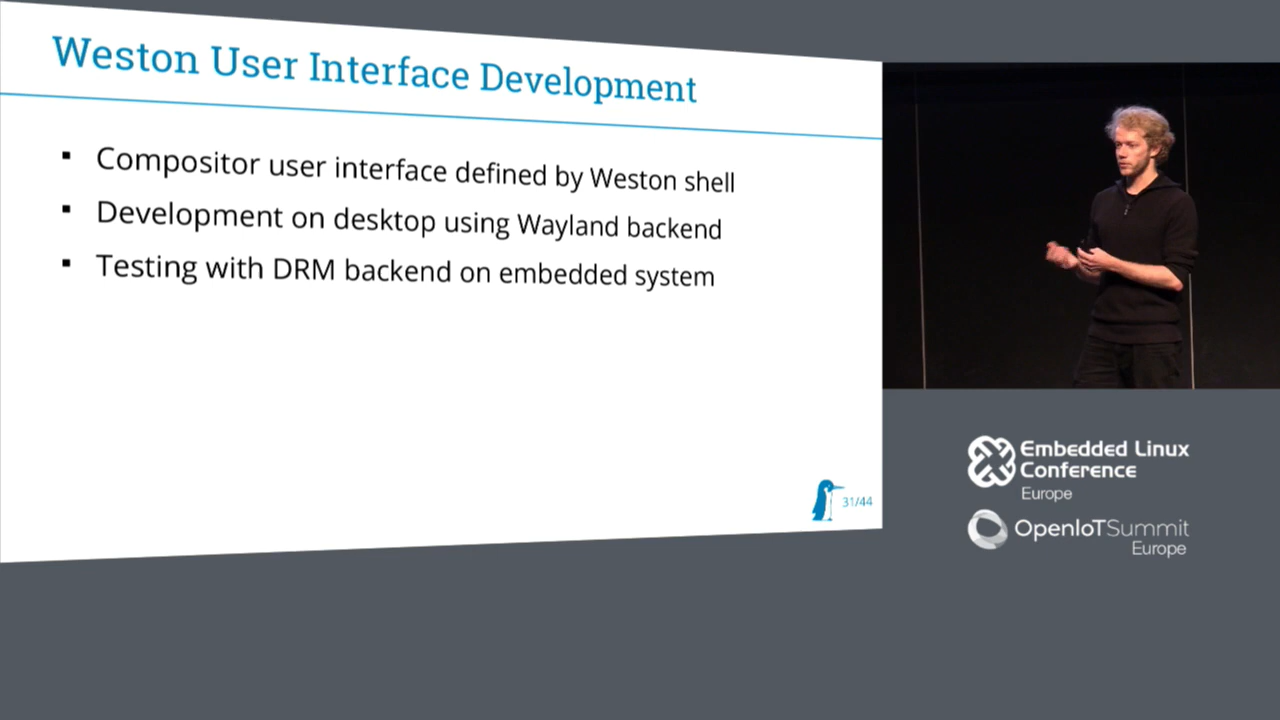 Weston User Interface Development
▪ Compositor user interface defined by Weston shell
▪ Development on desktop using Wayland backend
▪ Testing with DRM backend on embedded system
31/44
Embedded Linux
Conference
Europe
OpenIoTSummit
Europe